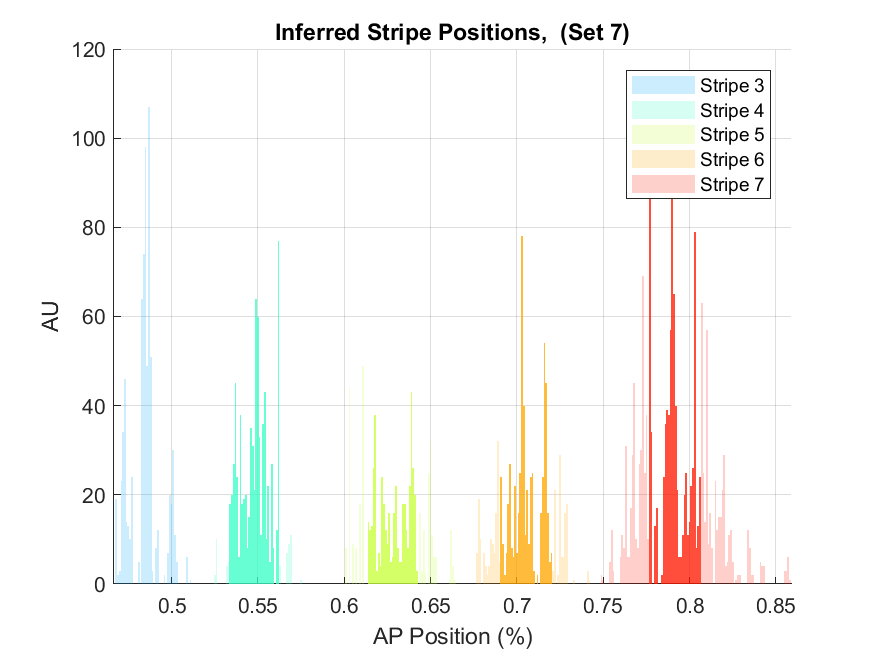 Inferred Stripe Positions,  (Set 7)
120
100
80
60
40
20
0
AU
Stripe 3
Stripe 4
Stripe 5
Stripe 6
Stripe 7
0.5 0.55 0.6 0.65 0.7 0.75 0.8 0.85
AP Position (%)